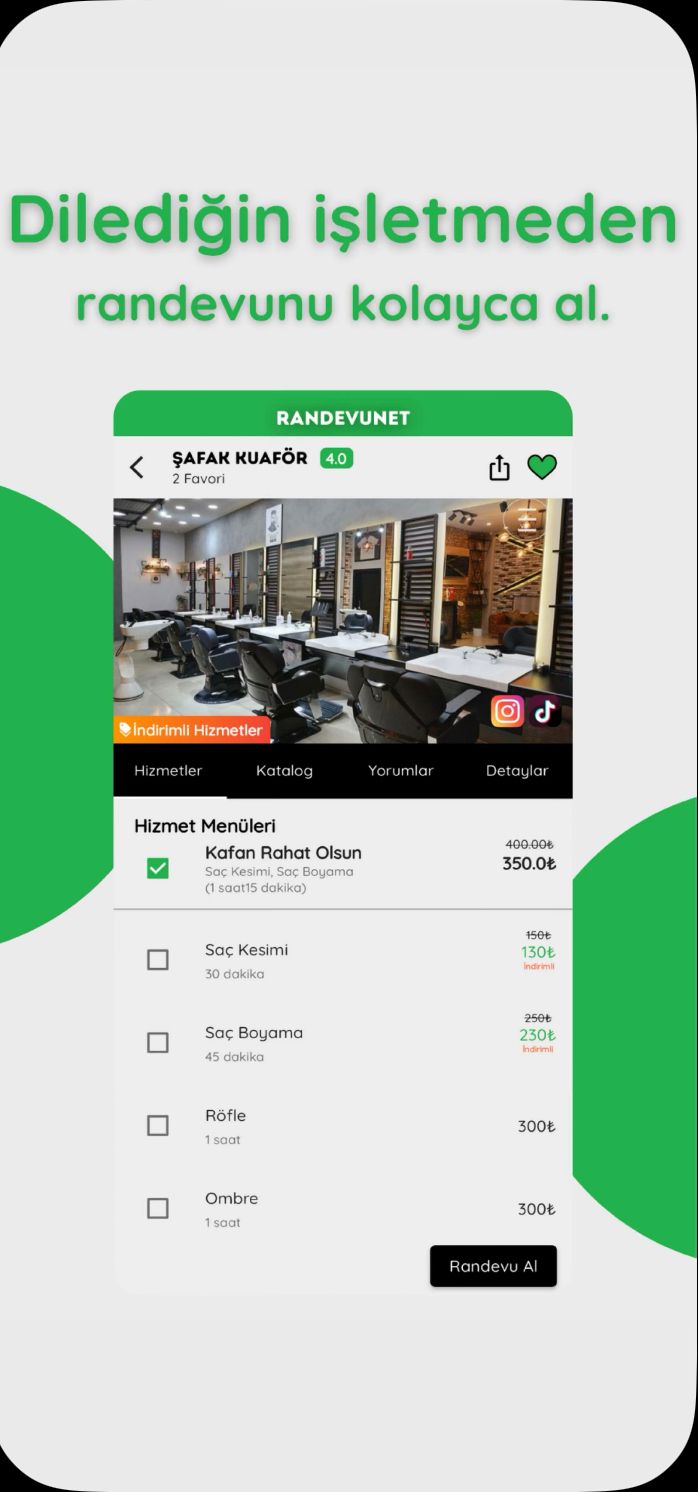 Dilediğin işletmeden
randevunu kolayca al.
RANDEVUNET
ŞAFAK KUAFÖR 4.0
2 Favori
İndirimli Hizmetler
Hizmetler Katalog Yorumlar Detaylar
Hizmet Menüleri
Kafan Rahat Olsun 400.00₺
Saç Kesimi, Saç Boyama 350.0₺
(1 saat15 dakika)
150₺
Saç Kesimi 130₺
30 dakika İndirimli
250₺
Saç Boyama 230₺
45 dakika İndirimli
Röfle 300₺
1 saat
Ombre 300₺
1 saat
Randevu Al